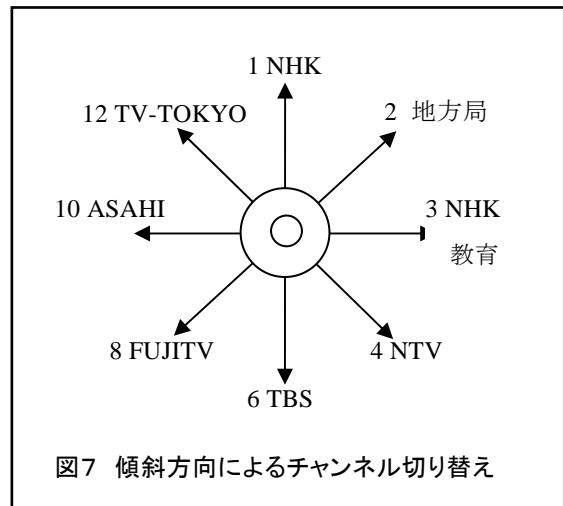 1 NHK
12 TV-TOKYO
2 地方局
10 ASAHI
3 NHK
教育
8 FUJITV
4 NTV
6 TBS
図7 傾斜方向によるチャンネル切り替え